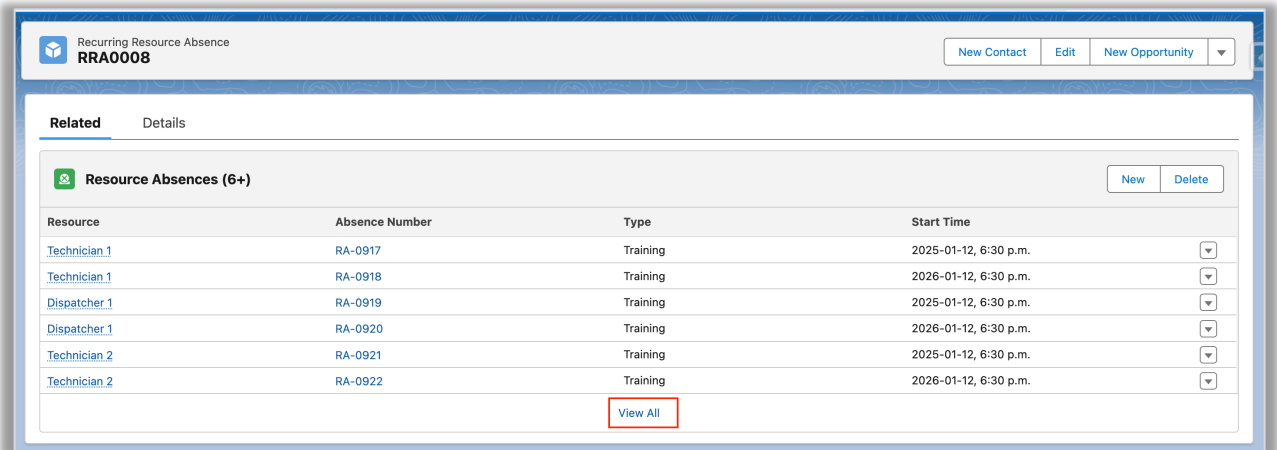 Recurring Resource Absence
RRA0008
New Contact Edit New Opportunity
Related Details
Resource Absences (6+)
New Delete
Resource Absence Number Type Start Time
Technician 1 RA-0917 Training 2025-01-12, 6:30 p.m.
Technician 1 RA-0918 Training 2026-01-12, 6:30 p.m.
Dispatcher 1 RA-0919 Training 2025-01-12, 6:30 p.m.
Dispatcher 1 RA-0920 Training 2026-01-12, 6:30 p.m.
Technician 2 RA-0921 Training 2025-01-12, 6:30 p.m.
Technician 2 RA-0922 Training 2026-01-12, 6:30 p.m.
View All